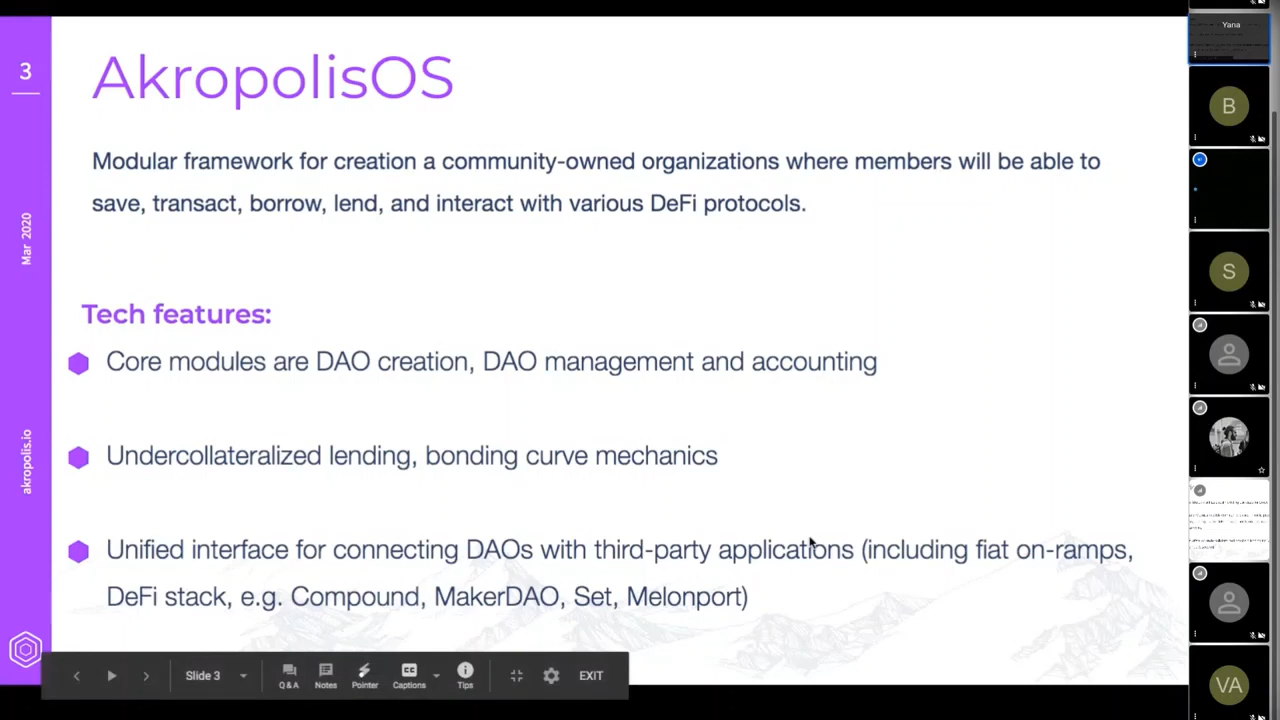 3
AkropolisOS
Modular framework for creation a community-owned organizations where members will be able to
save, transact, borrow, lend, and interact with various DeFi protocols.
Mar 2020
Tech features:
Core modules are DAO creation, DAO management and accounting
Undercollateralized lending, bonding curve mechanics
akropolis.io
Unified interface for connecting DAOs with third-party applications (including fiat on-ramps,
DeFi stack, e.g. Compound, MakerDAO, Set, Melonport)
Slide 3
Q & A
Notes
Pointer
Captions
Tips
EXIT
Yana
B
S
VA